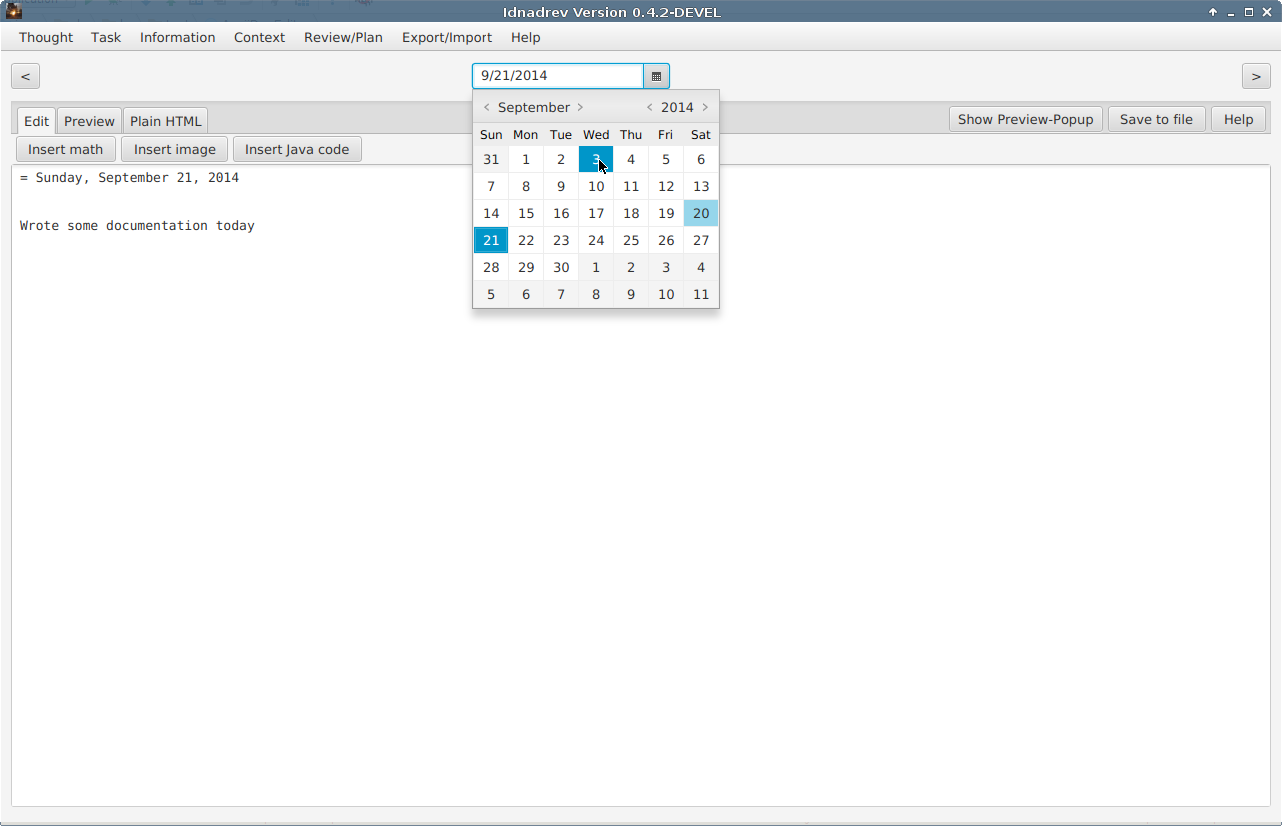 Idnadrev Version 0.4.2-DEVEL
Thought Task Information Context Review/Plan Export/Import Help
< 9/21/2014 >
< September > < 2014 >
Edit Preview Plain HTML Show Preview-Popup Save to file Help
Sun Mon Tue Wed Thu Fri Sat
Insert math Insert image Insert Java code
31 1 2 3 4 5 6
= Sunday, September 21, 2014
7 8 9 10 11 12 13
14 15 16 17 18 19 20
Wrote some documentation today
21 22 23 24 25 26 27
28 29 30 1 2 3 4
5 6 7 8 9 10 11